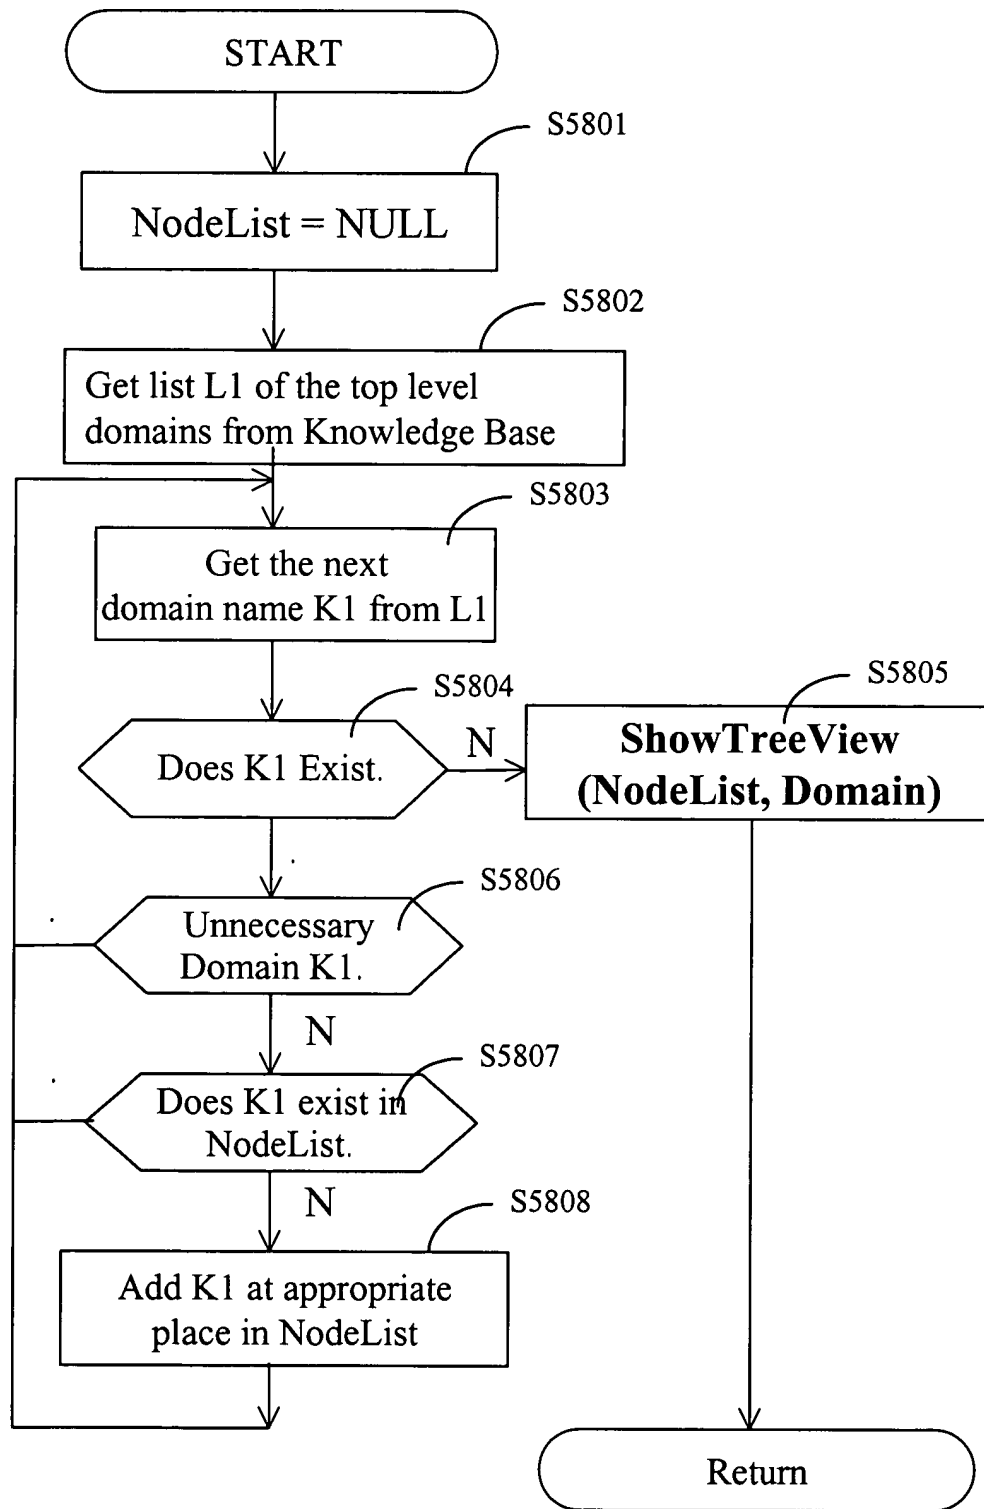 START
S5801
NodeList = NULL
S5802
Get list L1 of the top level
domains from Knowledge Base
S5803
Get the next
domain name K1 from L1
S5804
Does K1 Exist.
N
S5805
ShowTreeView
(NodeList, Domain)
S5806
Unnecessary
Domain K1.
N
S5807
Does K1 exist in
NodeList.
N
S5808
Add K1 at appropriate
place in NodeList
Return